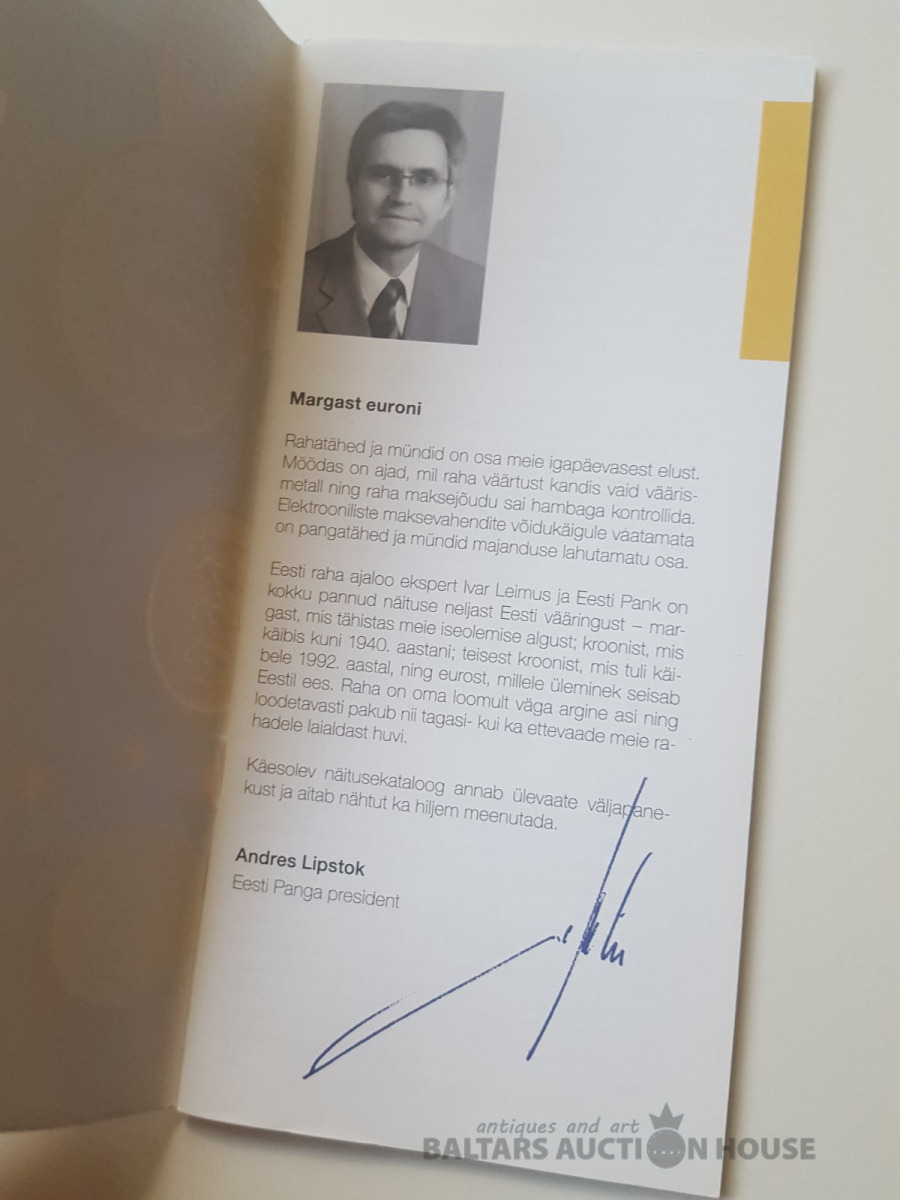 Margast euroni
Rahatähed ja mündid on osa meie igapäevasest elust.
Möödas on ajad, mil raha väärtust kandis vaid vääris-
metall ning raha maksejõudu sai hambaga kontrollida.
Elektrooniliste maksevahendite võidukäigule vaatamata
on pangatähed ja mündid majanduse lahutamatu osa.
Eesti raha ajaloo ekspert Ivar Leimus ja Eesti Pank on
kokku pannud näituse neljast Eesti vääringust – mar-
gast, mis tähistas meie iseolemise algust; kroonist, mis
käibis kuni 1940. aastani; teisest kroonist, mis tuli käi-
bele 1992. aastal, ning eurost, millele üleminek seisab
Eestil ees. Raha on oma loomult väga argine asi ning
loodetavasti pakub nii tagasi- kui ka ettevaade meie ra-
hadele laialdast huvi.
Käesolev näitusekataloog annab ülevaate väljapane-
kust ja aitab nähtut ka hiljem meenutada.
Andres Lipstok
Eesti Panga president
antiques and art
BALTARS AUCTION HOUSE